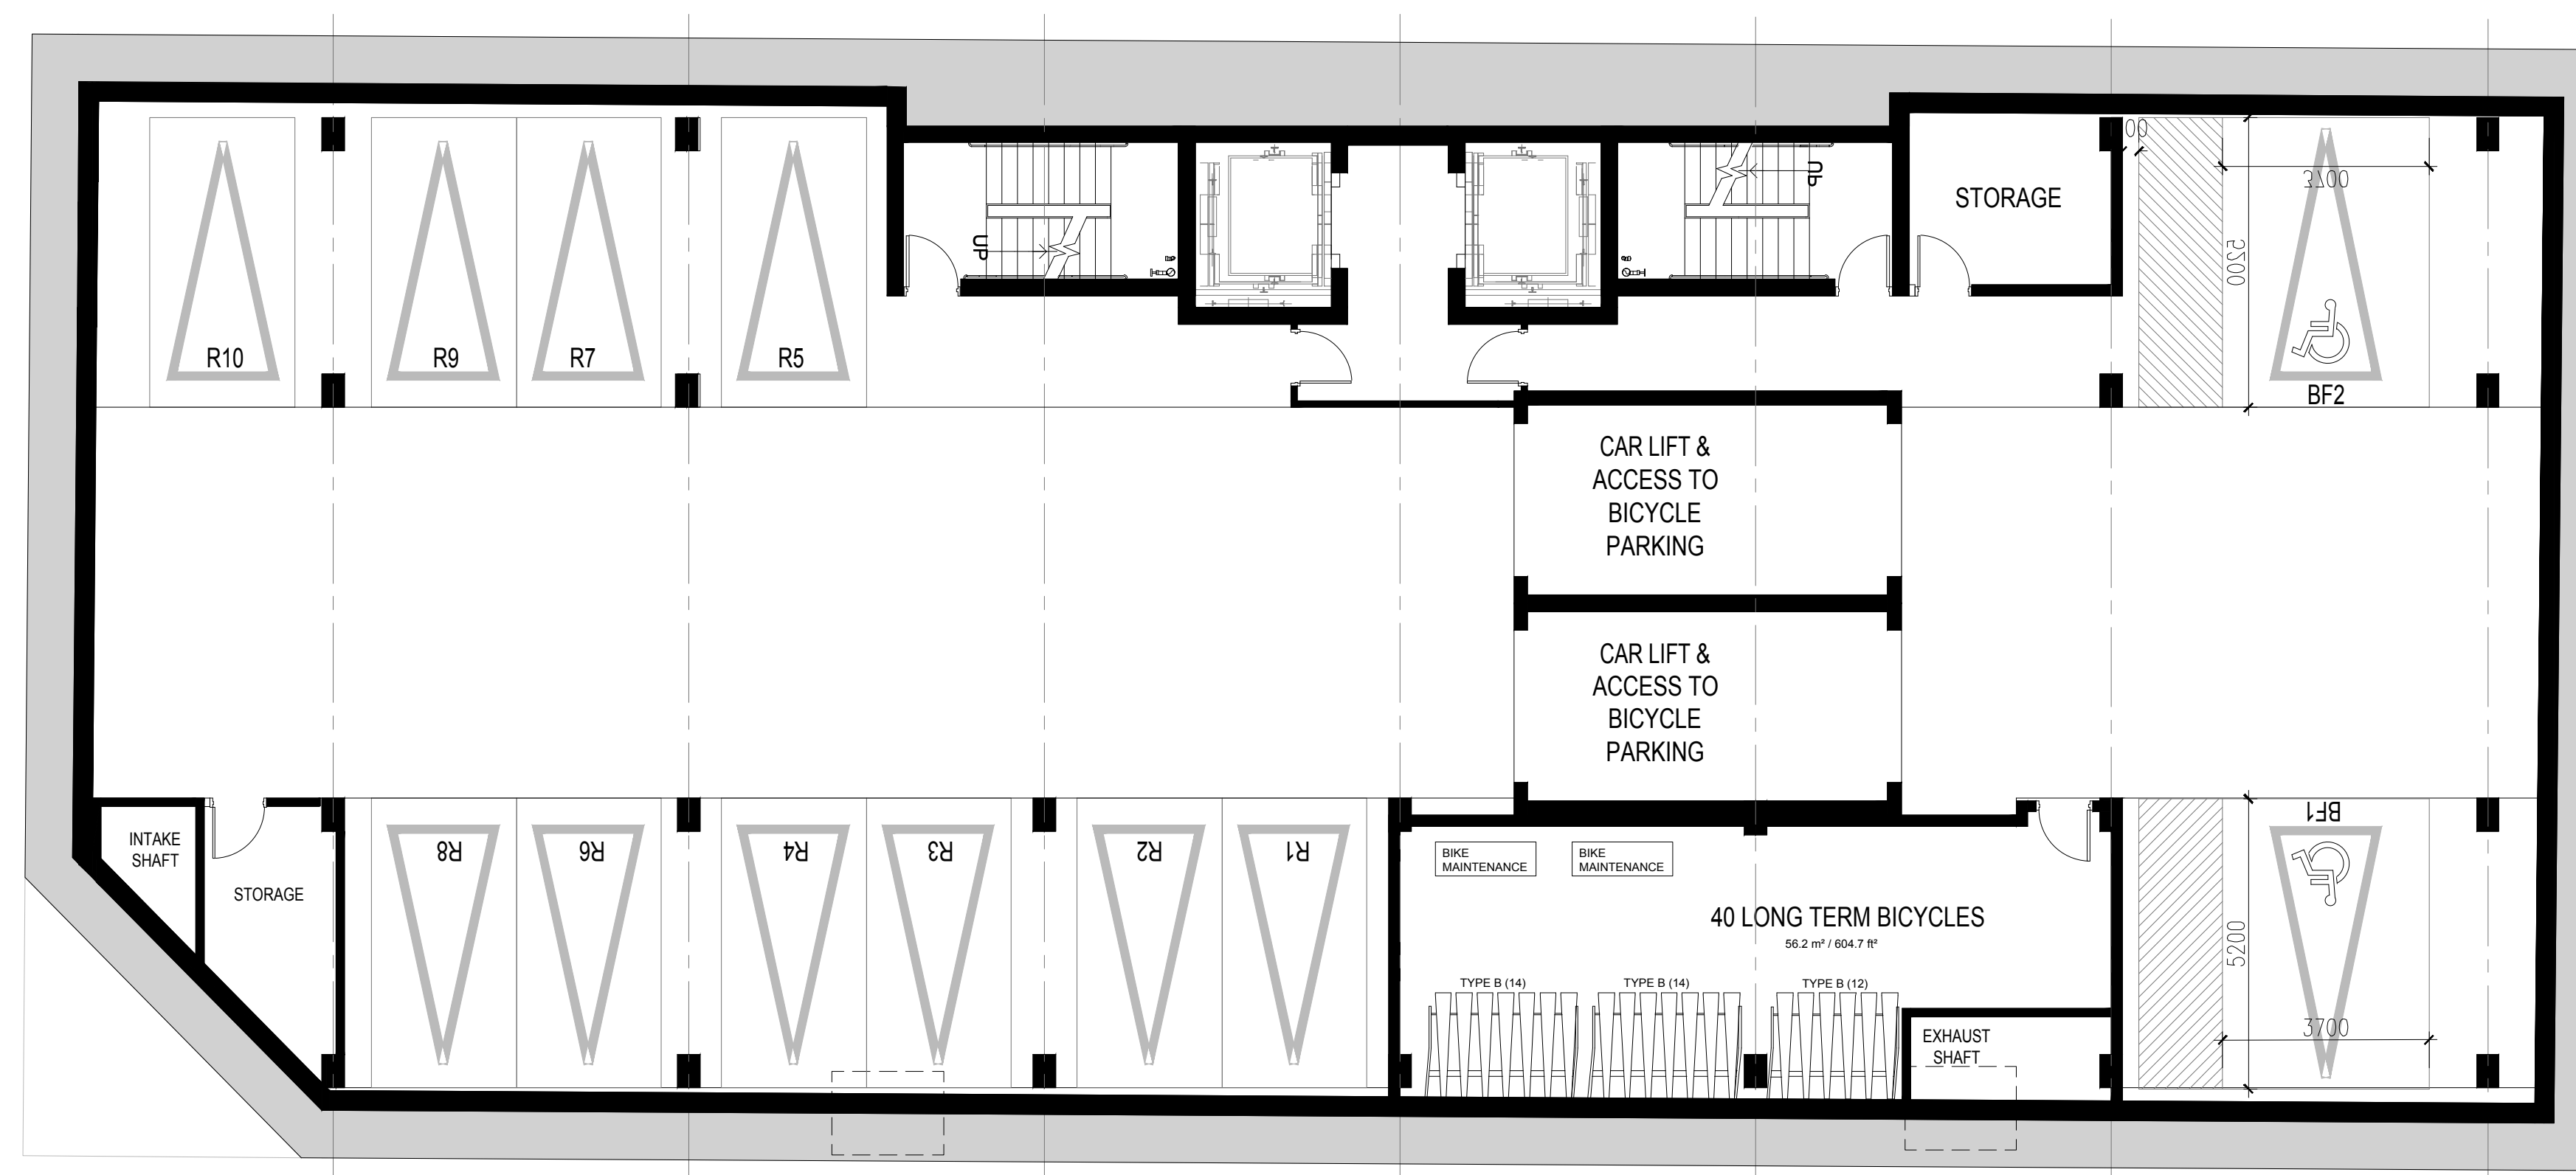 UP
UP
00
STORAGE
3700
5200
R10
R9
R7
R5
BF2
CAR LIFT &
ACCESS TO
BICYCLE
PARKING
CAR LIFT &
ACCESS TO
BICYCLE
PARKING
INTAKE
SHAFT
STORAGE
R8
R6
R4
R3
R2
R1
BIKE
MAINTENANCE
BIKE
MAINTENANCE
BF1
40 LONG TERM BICYCLES
56.2 m² / 604.7 ft²
5200
TYPE B (14)
TYPE B (14)
TYPE B (12)
EXHAUST
SHAFT
3700